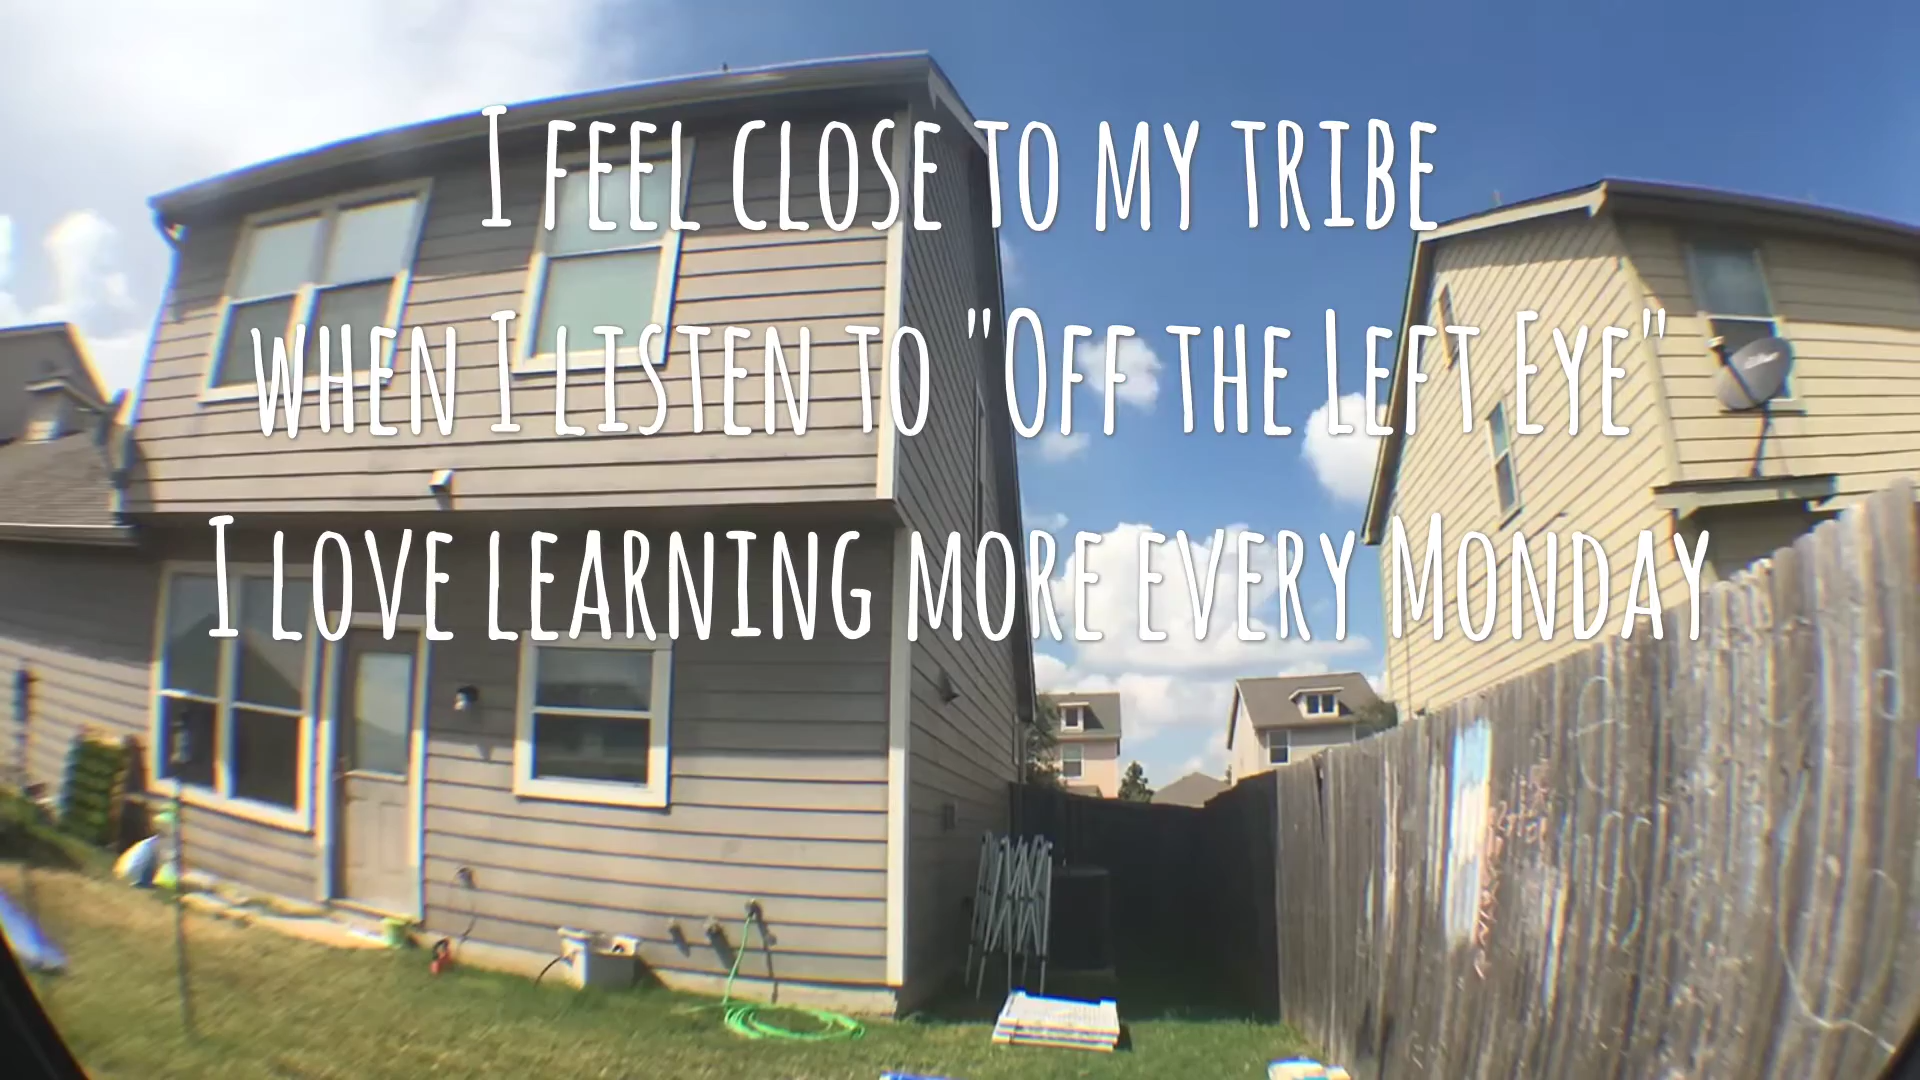 I feel close to my tribe
when I listen to "Off the Left Eye"
I love learning more every Monday